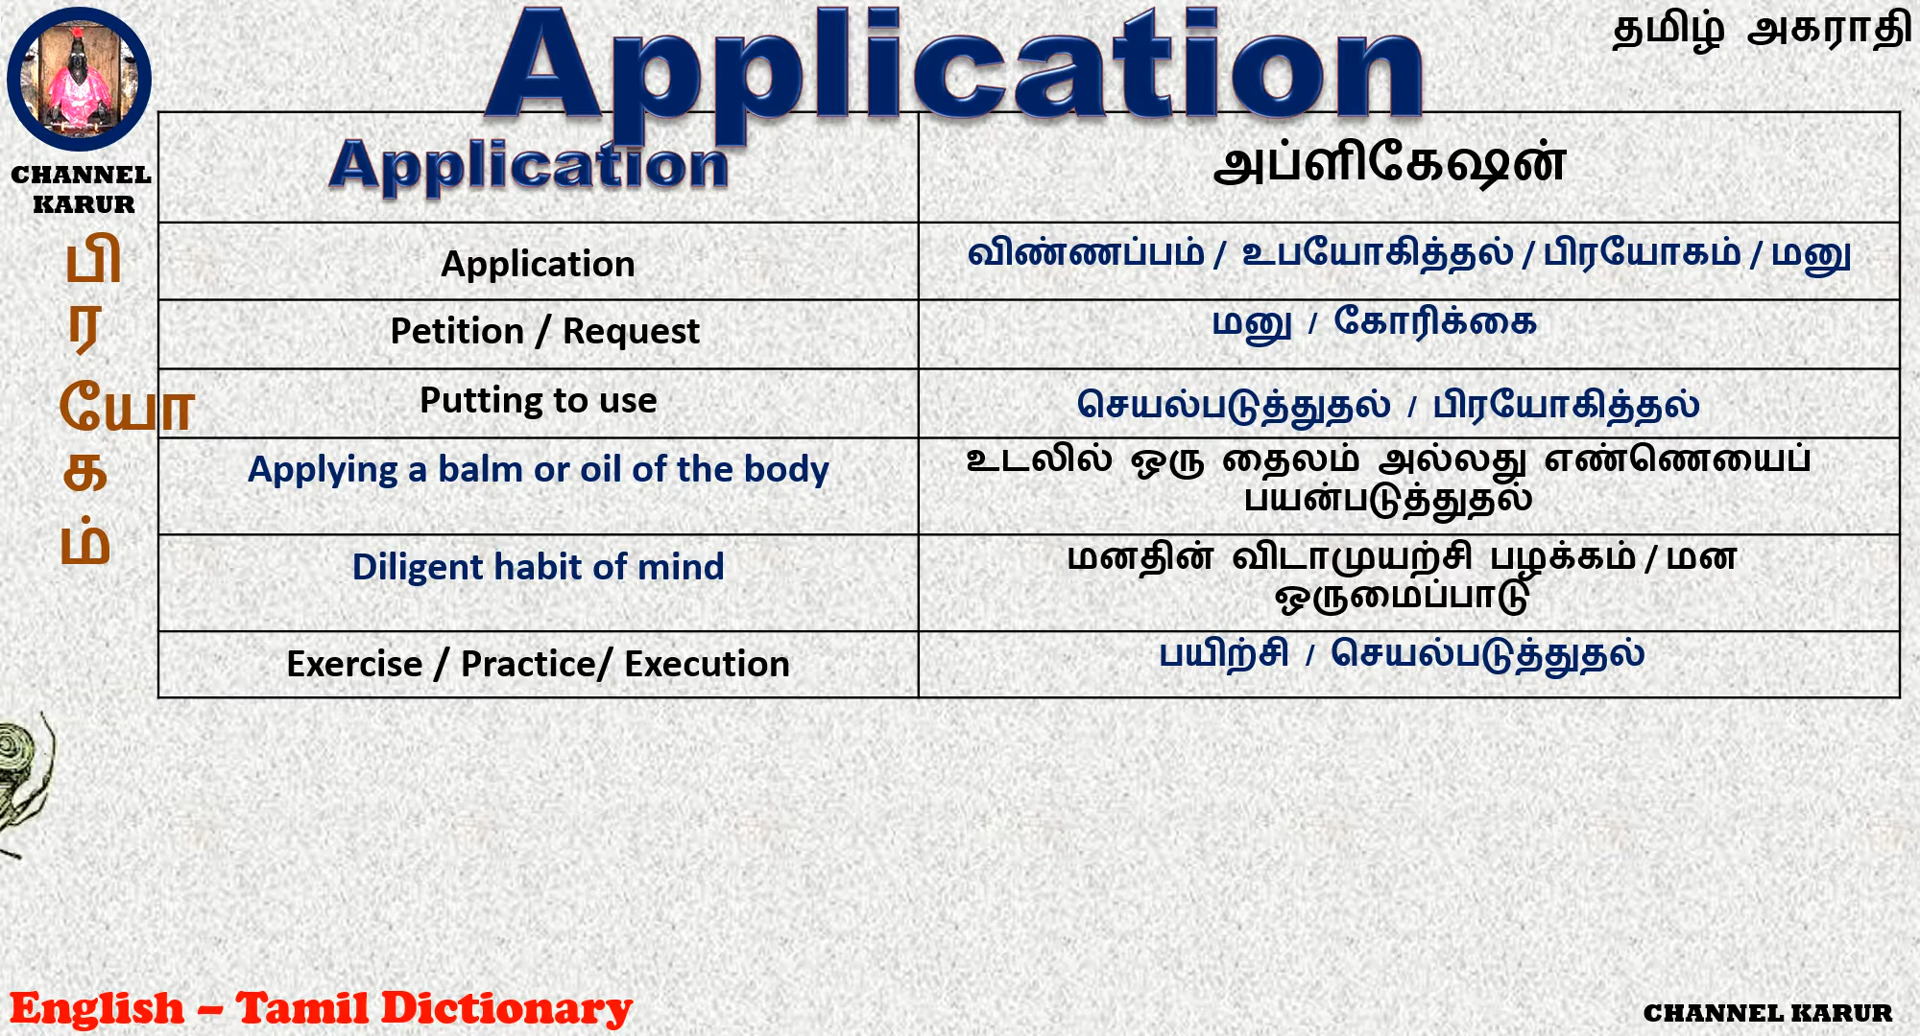 Application
தமிழ் அகராதி
CHANNEL
KARUR
Application
அப்ளிகேஷன்
Application
விண்ணப்பம் / உபயோகித்தல் / பிரயோகம் / மனு
Petition / Request
மனு / கோரிக்கை
Putting to use
செயல்படுத்துதல் / பிரயோகித்தல்
Applying a balm or oil of the body
உடலில் ஒரு தைலம் அல்லது எண்ணெயைப்
பயன்படுத்துதல்
Diligent habit of mind
மனதின் விடாமுயற்சி பழக்கம் / மன
ஒருமைப்பாடு
Exercise / Practice/ Execution
பயிற்சி / செயல்படுத்துதல்
பி
ர
யோ
க
ம்
English – Tamil Dictionary
CHANNEL KARUR